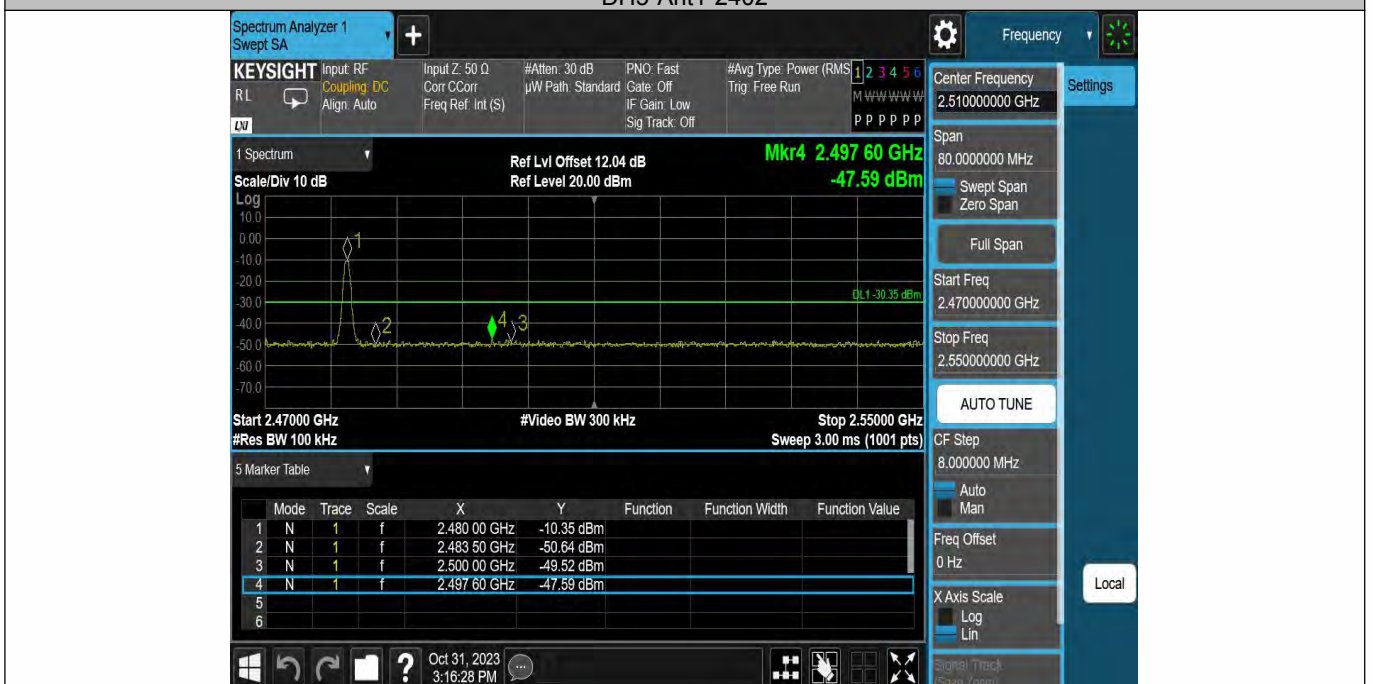 DH5-Ant1-2402
Spectrum Analyzer 1
Swept SA
+
Frequency
KEYSIGHT
RL
LXI
Input: RF
Coupling: DC
Align: Auto
Input Z: 50 Ω
Corr CCorr
Freq Ref: Int (S)
#Atten: 30 dB
µW Path: Standard
PNO: Fast
Gate: Off
IF Gain: Low
Sig Track: Off
#Avg Type: Power (RMS
Trig: Free Run
1 2 3 4 5 6
M W W W W W
P P P P P P
Center Frequency
2.510000000 GHz
Settings
Span
80.0000000 MHz
Swept Span
Zero Span
Full Span
Start Freq
2.470000000 GHz
Stop Freq
2.550000000 GHz
AUTO TUNE
CF Step
8.000000 MHz
Auto
Man
Freq Offset
0 Hz
X Axis Scale
Log
Lin
Signal Track
(Span Zoom)
Local
1 Spectrum
Scale/Div 10 dB
Ref Lvl Offset 12.04 dB
Ref Level 20.00 dBm
Mkr4 2.497 60 GHz
-47.59 dBm
Log
10.0
0.00
-10.0
-20.0
-30.0
-40.0
-50.0
-60.0
-70.0
1
2
4
3
DL1 -30.35 dBm
Start 2.47000 GHz
#Video BW 300 kHz
Stop 2.55000 GHz
#Res BW 100 kHz
Sweep 3.00 ms (1001 pts)
5 Marker Table
Mode Trace Scale X Y Function Function Width Function Value
1 N 1 f 2.480 00 GHz -10.35 dBm
2 N 1 f 2.483 50 GHz -50.64 dBm
3 N 1 f 2.500 00 GHz -49.52 dBm
4 N 1 f 2.497 60 GHz -47.59 dBm
5
6
?
Oct 31, 2023
3:16:28 PM